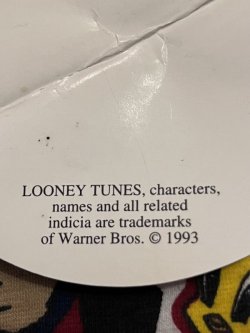 LOONEY TUNES, characters,
names and all related
indicia are trademarks
of Warner Bros. © 1993